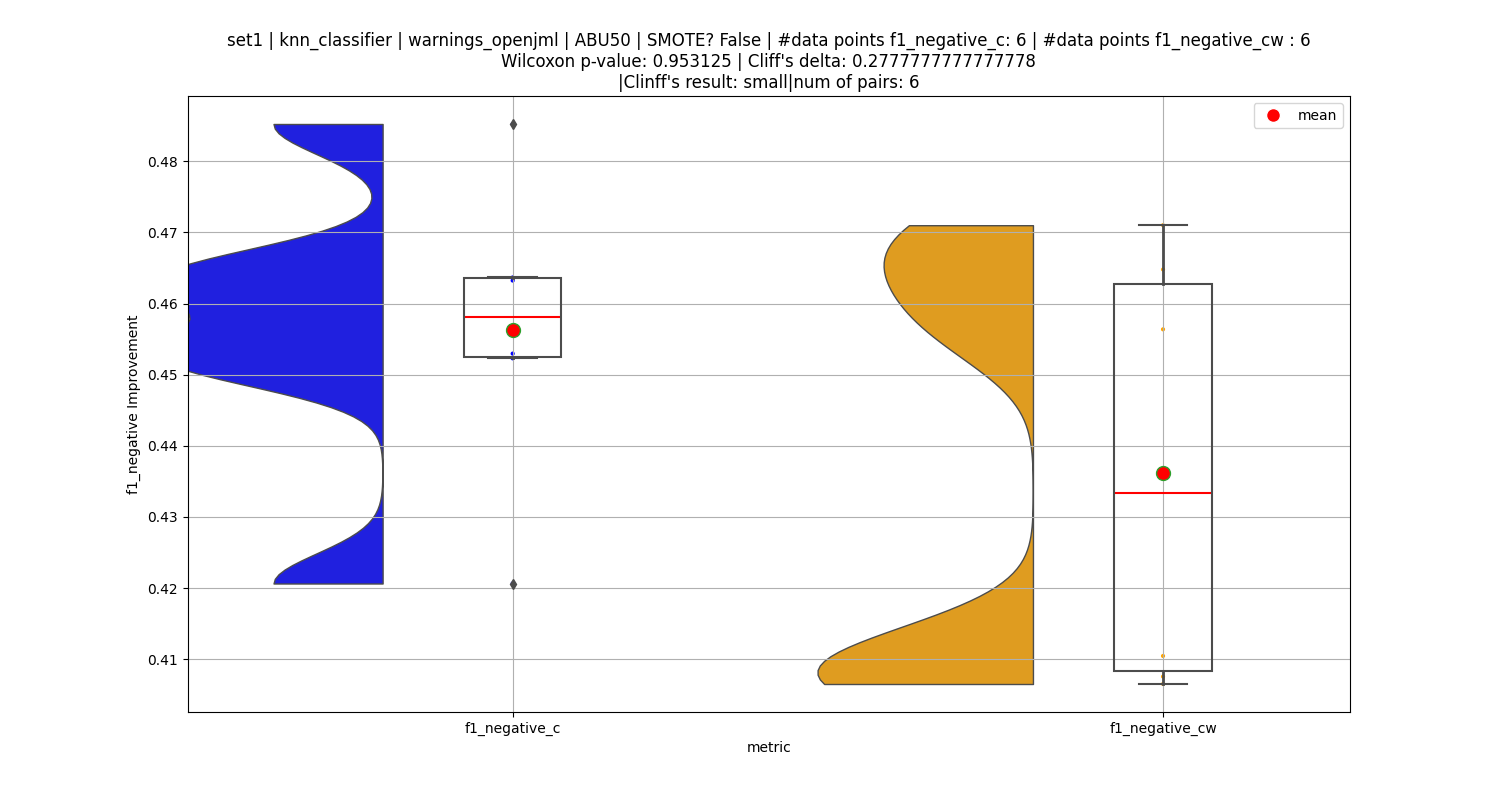 set1 | knn_classifier | warnings_openjml | ABU50 | SMOTE? False | #data points f1_negative_c: 6 | #data points f1_negative_cw : 6
Wilcoxon p-value: 0.953125 | Cliff's delta: 0.2777777777777778
|Clinff's result: small|num of pairs: 6
mean
0.48
0.47
0.46
0.45
0.44
0.43
0.42
0.41
f1_negative Improvement
f1_negative_c
f1_negative_cw
metric